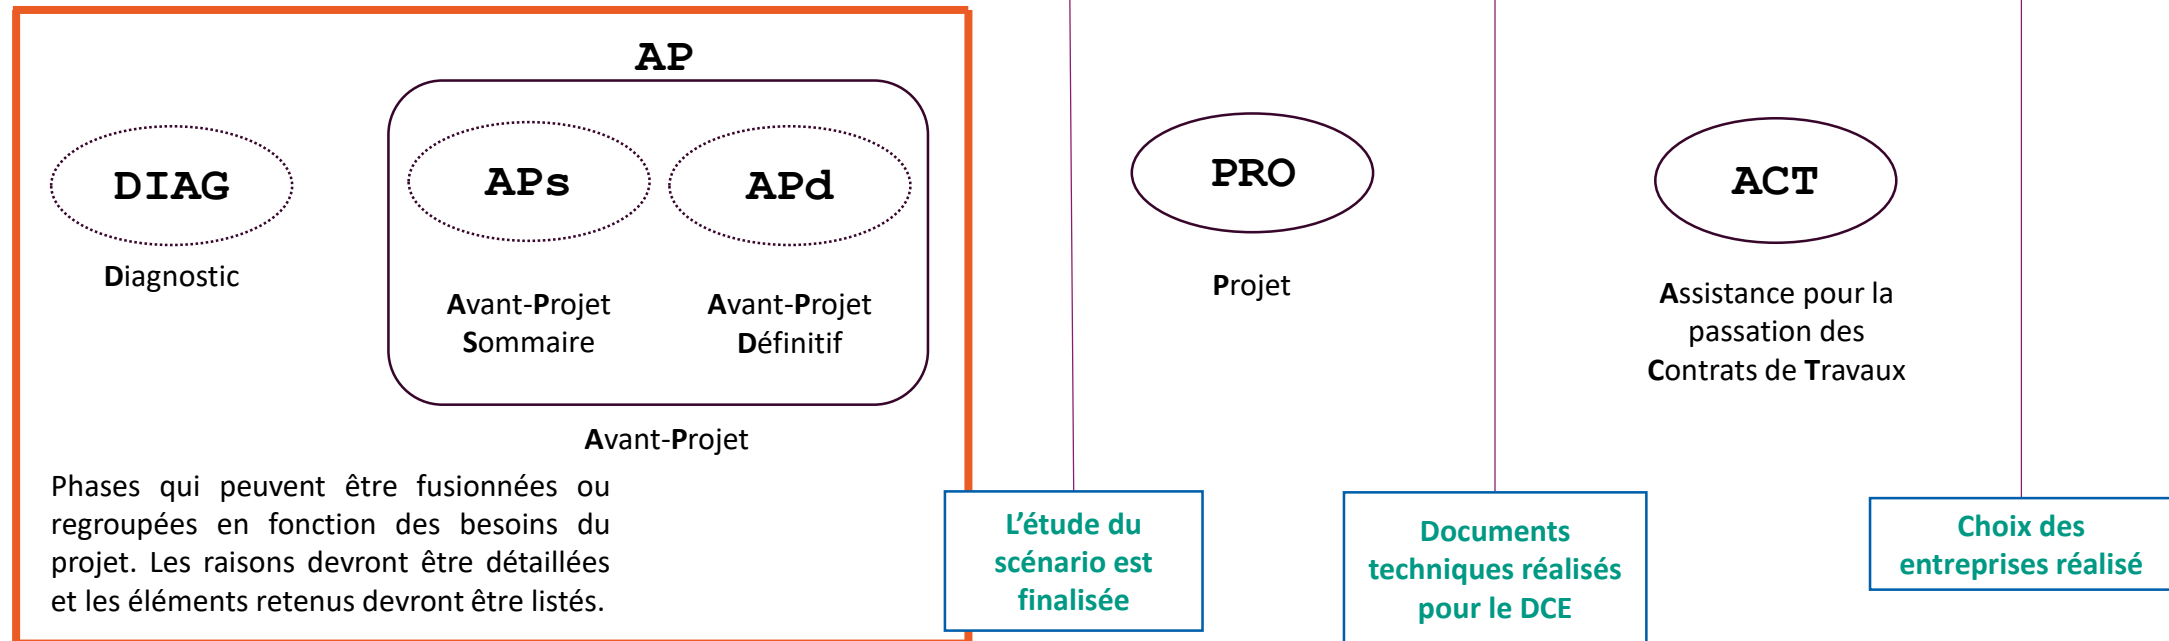 AP
DIAG
APs
APd
Diagnostic
Avant-Projet
Sommaire
Avant-Projet
Définitif
Avant-Projet
Phases qui peuvent être fusionnées ou
regroupées en fonction des besoins du
projet. Les raisons devront être détaillées
et les éléments retenus devront être listés.
L’étude du
scénario est
finalisée
PRO
Projet
Documents
techniques réalisés
pour le DCE
ACT
Assistance pour la
passation des
Contrats de Travaux
Choix des
entreprises réalisé